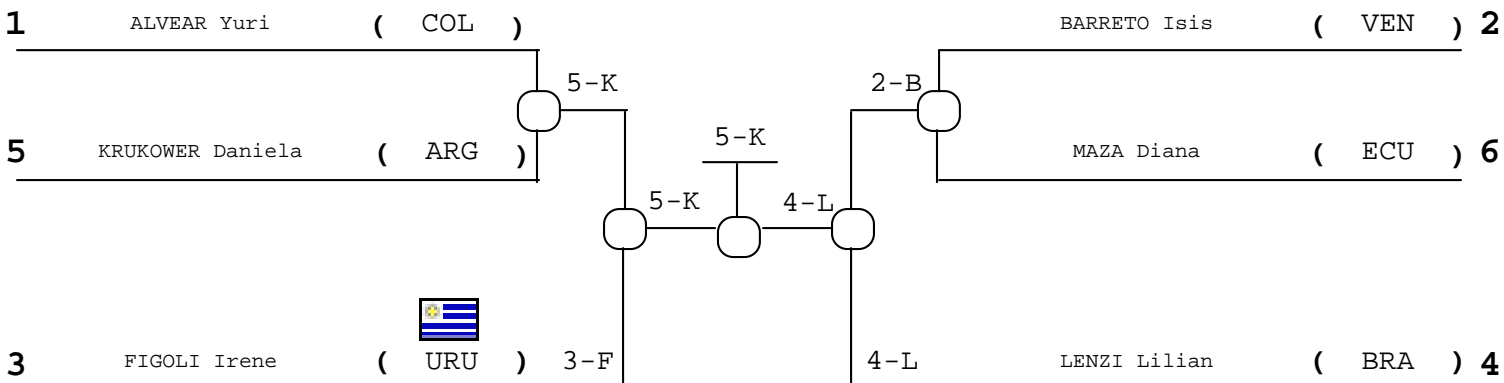 1 ALVEAR Yuri ( COL ) BARRETO Isis ( VEN ) 2
5-K 2-B
5-K
5 KRUKOWER Daniela ( ARG ) MAZA Diana ( ECU ) 6
5-K 4-L
3 FIGOLI Irene ( URU ) 3-F 4-L LENZI Lilian ( BRA ) 4